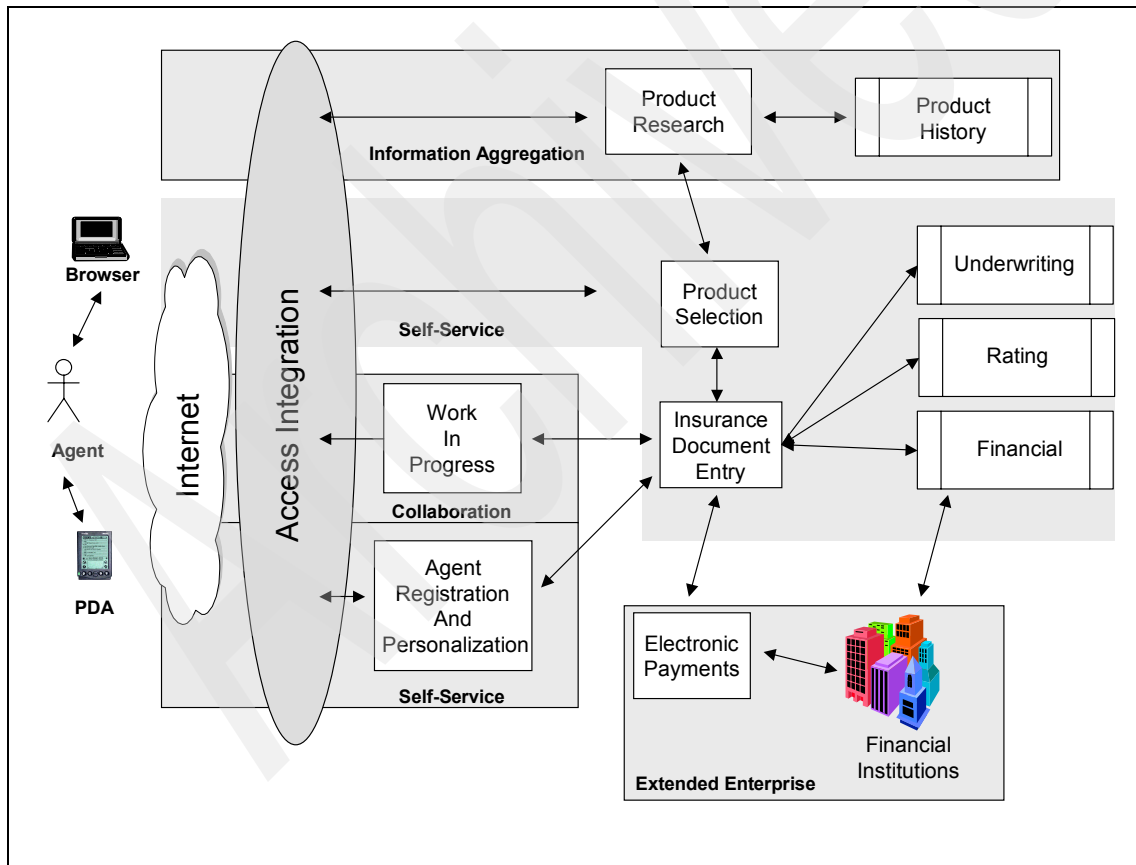 Product
Research
Product
History
Information Aggregation
Browser
Underwriting
Product
Selection
Self-Service
Rating
Agent
Internet
Access Integration
Work
In
Progress
Insurance
Document
Entry
Financial
Collaboration
PDA
Agent
Registration
And
Personalization
Self-Service
Electronic
Payments
Financial
Institutions
Extended Enterprise
Archived